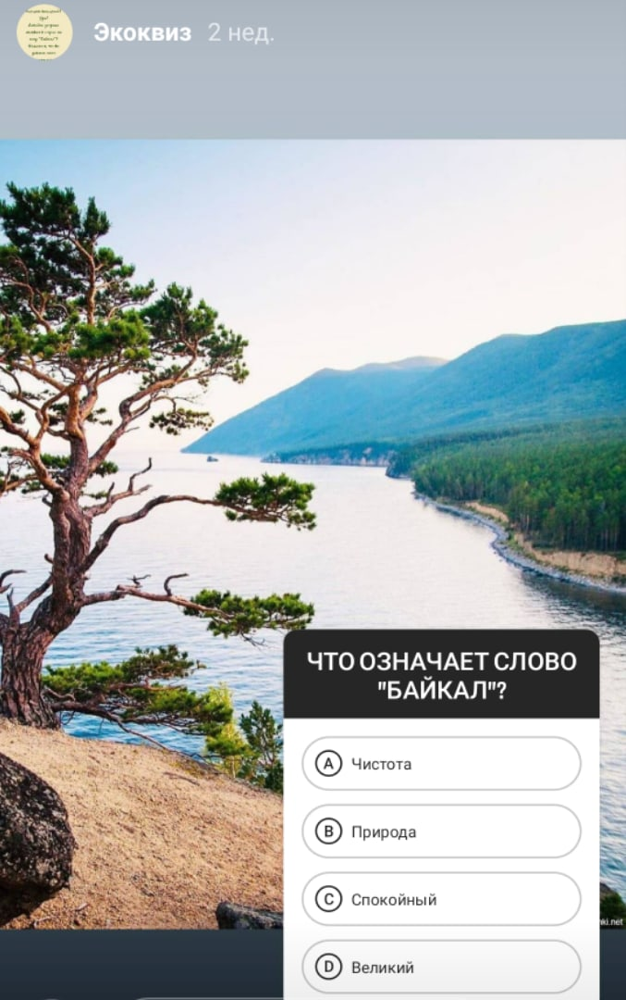 Экоквиз 2 нед.
ЧТО ОЗНАЧАЕТ СЛОВО
"БАЙКАЛ"?
A Чистота
B Природа
C Спокойный
D Великий